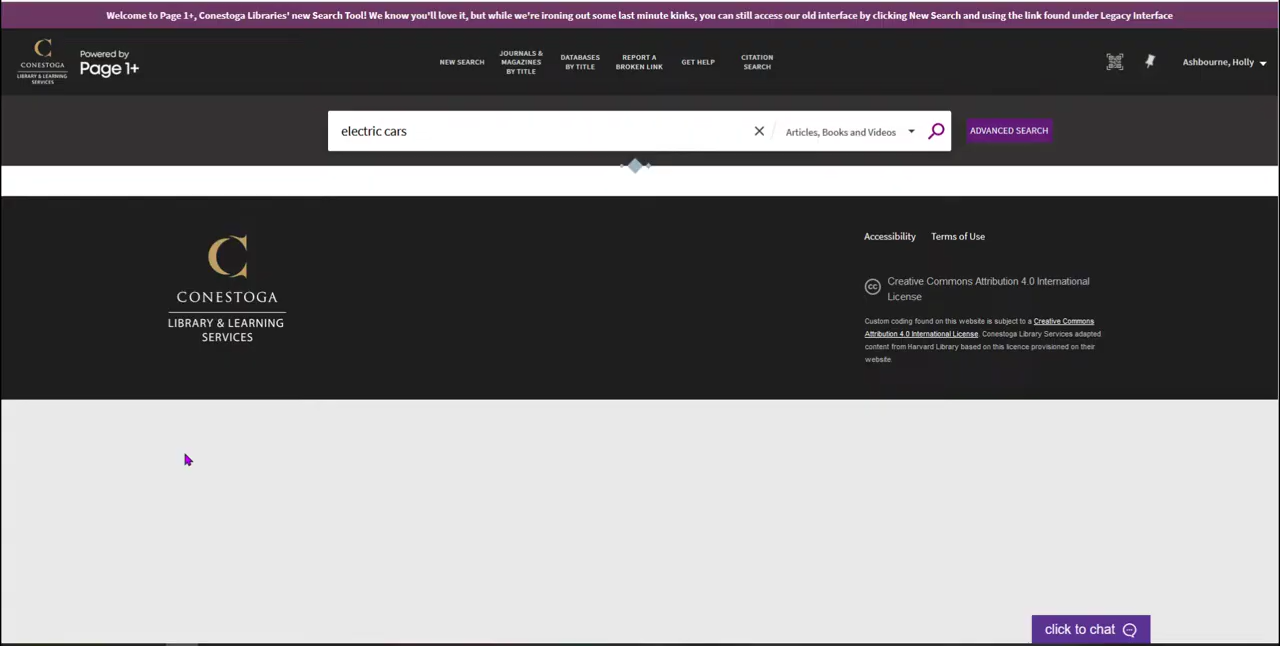 Welcome to Page 1+, Conestoga Libraries' new Search Tool! We know you'll love it, but while we're ironing out some last minute kinks, you can still access our old interface by clicking New Search and using the link found under Legacy Interface
C
CONESTOGA
LIBRARY & LEARNING
SERVICES
Powered by
Page 1+
NEW SEARCH
JOURNALS &
MAGAZINES
BY TITLE
DATABASES
BY TITLE
REPORT A
BROKEN LINK
GET HELP
CITATION
SEARCH
Ashbourne, Holly
electric cars
Articles, Books and Videos
ADVANCED SEARCH
C
CONESTOGA
LIBRARY & LEARNING
SERVICES
Accessibility Terms of Use
cc
Creative Commons Attribution 4.0 International
License
Custom coding found on this website is subject to a Creative Commons
Attribution 4.0 International License. Conestoga Library Services adapted
content from Harvard Library based on this licence provisioned on their
website.
click to chat